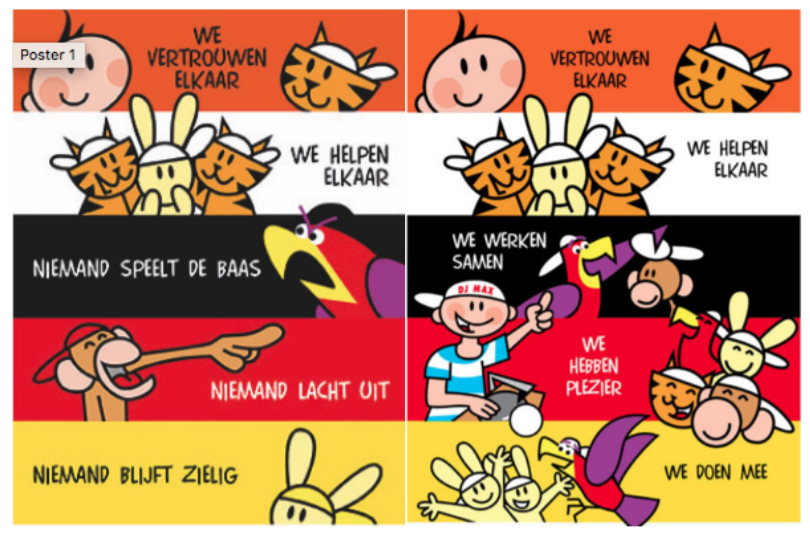 Poster 1
WE
VERTROUWEN
ELKAAR
WE HELPEN
ELKAAR
NIEMAND SPEELT DE BAAS
NIEMAND LACHT UIT
NIEMAND BLIJFT ZIELIG
WE
VERTROUWEN
ELKAAR
WE HELPEN
ELKAAR
WE WERKEN
SAMEN
DJ MAX
WE
HEBBEN
PLEZIER
WE DOEN MEE